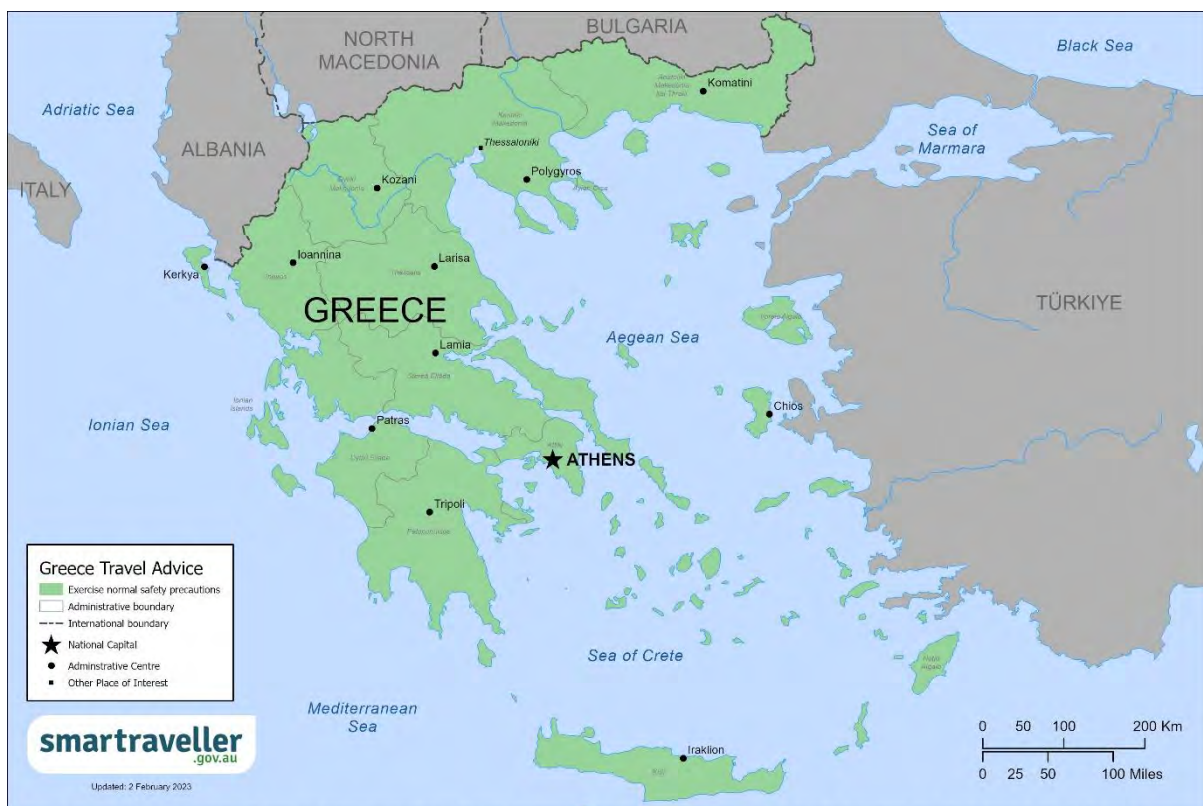 BULGARIA
NORTH
MACEDONIA
Black Sea
Adriatic Sea
Komatini
ALBANIA
Thessaloniki
Sea of
Marmara
ITALY
Kozani
Polygyros
Ioannina
Larisa
Kerkya
GREECE
TÜRKIYE
Aegean Sea
Lamia
Ionian
Islands
Chios
Patras
Ionian Sea
ATHENS
Tripoli
Greece Travel Advice
Exercise normal safety precautions
Administrative boundary
International boundary
National Capital
Adminstrative Centre
Other Place of Interest
Sea of Crete
Mediterranean
Sea
smartraveller
.gov.au
Updated: 2 February 2023
Iraklion
0 50 100 200 Km
0 25 50 100 Miles